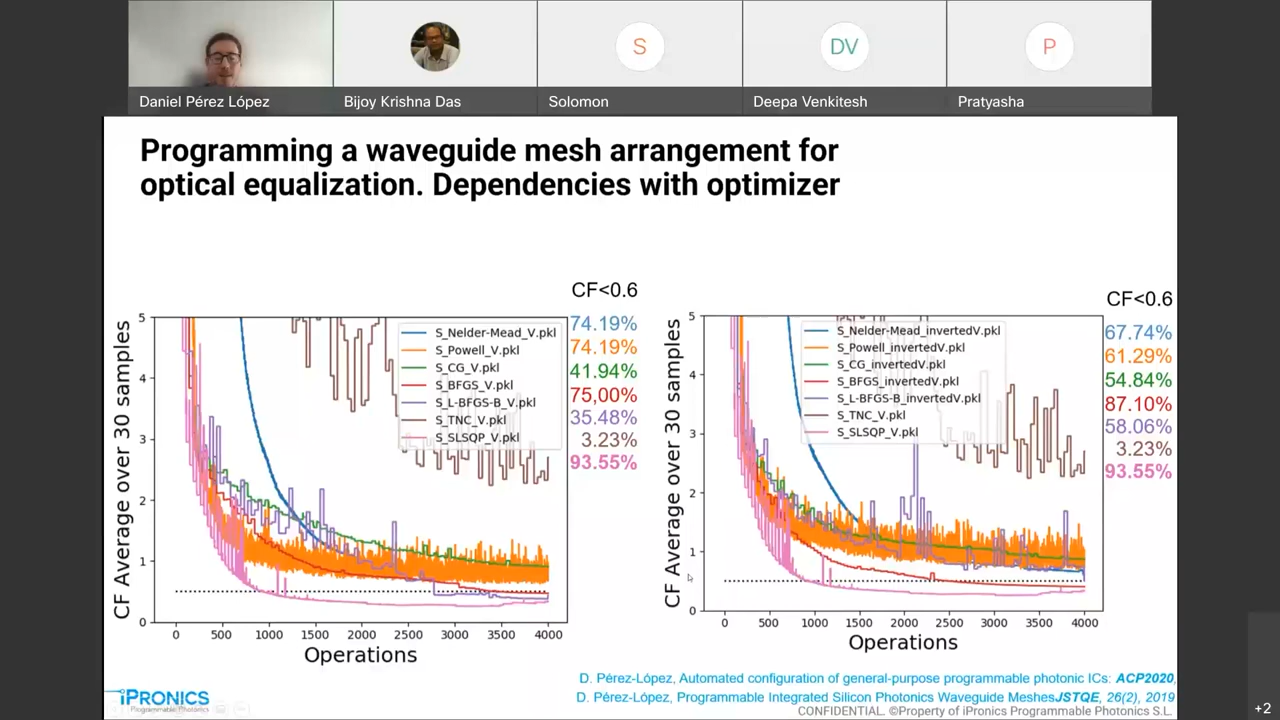 S
DV
P
Daniel Pérez López
Bijoy Krishna Das
Solomon
Deepa Venkitesh
Pratyasha
Programming a waveguide mesh arrangement for
optical equalization. Dependencies with optimizer
CF<0.6
74.19%
74.19%
41.94%
75,00%
35.48%
3.23%
93.55%
CF Average over 30 samples
5
4
3
2
1
0
S_Nelder-Mead_V.pkl
S_Powell_V.pkl
S_CG_V.pkl
S_BFGS_V.pkl
S_L-BFGS-B_V.pkl
S_TNC_V.pkl
S_SLSQP_V.pkl
0 500 1000 1500 2000 2500 3000 3500 4000
Operations
CF<0.6
67.74%
61.29%
54.84%
87.10%
58.06%
3.23%
93.55%
CF Average over 30 samples
5
4
3
2
1
0
S_Nelder-Mead_invertedV.pkl
S_Powell_invertedV.pkl
S_CG_invertedV.pkl
S_BFGS_invertedV.pkl
S_L-BFGS-B_invertedV.pkl
S_TNC_V.pkl
S_SLSQP_V.pkl
0 500 1000 1500 2000 2500 3000 3500 4000
Operations
D. Pérez-López, Automated configuration of general-purpose programmable photonic ICs: ACP2020,
D. Pérez-López, Programmable Integrated Silicon Photonics Waveguide MeshesJSTQE, 26(2), 2019
CONFIDENTIAL. ©Property of iPronics Programmable Photonics S.L.
iPRONICS
Programmable Photonics
+2